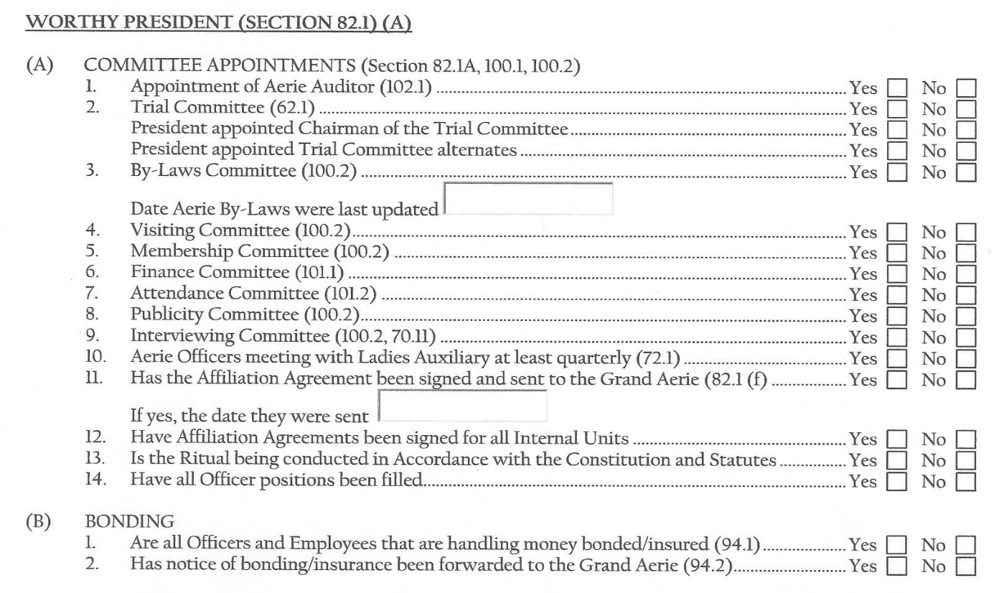 WORTHY PRESIDENT (SECTION 82.1) (A)
(A) COMMITTEE APPOINTMENTS (Section 82.1A, 100.1, 100.2)
1. Appointment of Aerie Auditor (102.1) ........ Yes No
2. Trial Committee (62.1) ........ Yes No
President appointed Chairman of the Trial Committee ........ Yes No
President appointed Trial Committee alternates ........ Yes No
3. By-Laws Committee (100.2) ........ Yes No
Date Aerie By-Laws were last updated
4. Visiting Committee (100.2) ........ Yes No
5. Membership Committee (100.2) ........ Yes No
6. Finance Committee (101.1) ........ Yes No
7. Attendance Committee (101.2) ........ Yes No
8. Publicity Committee (100.2) ........ Yes No
9. Interviewing Committee (100.2, 70.11) ........ Yes No
10. Aerie Officers meeting with Ladies Auxiliary at least quarterly (72.1) ........ Yes No
11. Has the Affiliation Agreement been signed and sent to the Grand Aerie (82.1 (f) ........ Yes No
If yes, the date they were sent
12. Have Affiliation Agreements been signed for all Internal Units ........ Yes No
13. Is the Ritual being conducted in Accordance with the Constitution and Statutes ........ Yes No
14. Have all Officer positions been filled ........ Yes No
(B) BONDING
1. Are all Officers and Employees that are handling money bonded/insured (94.1) ........ Yes No
2. Has notice of bonding/insurance been forwarded to the Grand Aerie (94.2) ........ Yes No